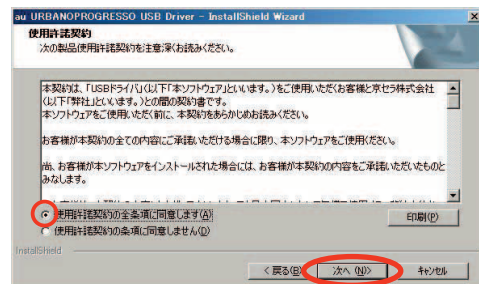 au URBANOPROGRESSO USB Driver - InstallShield Wizard
使用許諾契約
次の製品使用許諾契約を注意深くお読みください。
本契約は、「USBドライバ」(以下「本ソフトウェア」といいます。)をご使用いただくお客様と京セラ株式会社
(以下「弊社」といいます。)との間の契約書です。
本ソフトウェアをご使用いただく前に、本契約をあらかじめお読みください。
お客様が本契約の全ての内容にご承諾いただける場合に限り、本ソフトウェアをご使用ください。
尚、お客様が本ソフトウェアをインストールされた場合には、お客様が本契約の内容をご承諾いただいたものと
みなします。
使用許諾契約の全条項に同意します(A)
印刷(P)
使用許諾契約の条項に同意しません(D)
InstallShield
< 戻る(B)
次へ (N)>
キャンセル